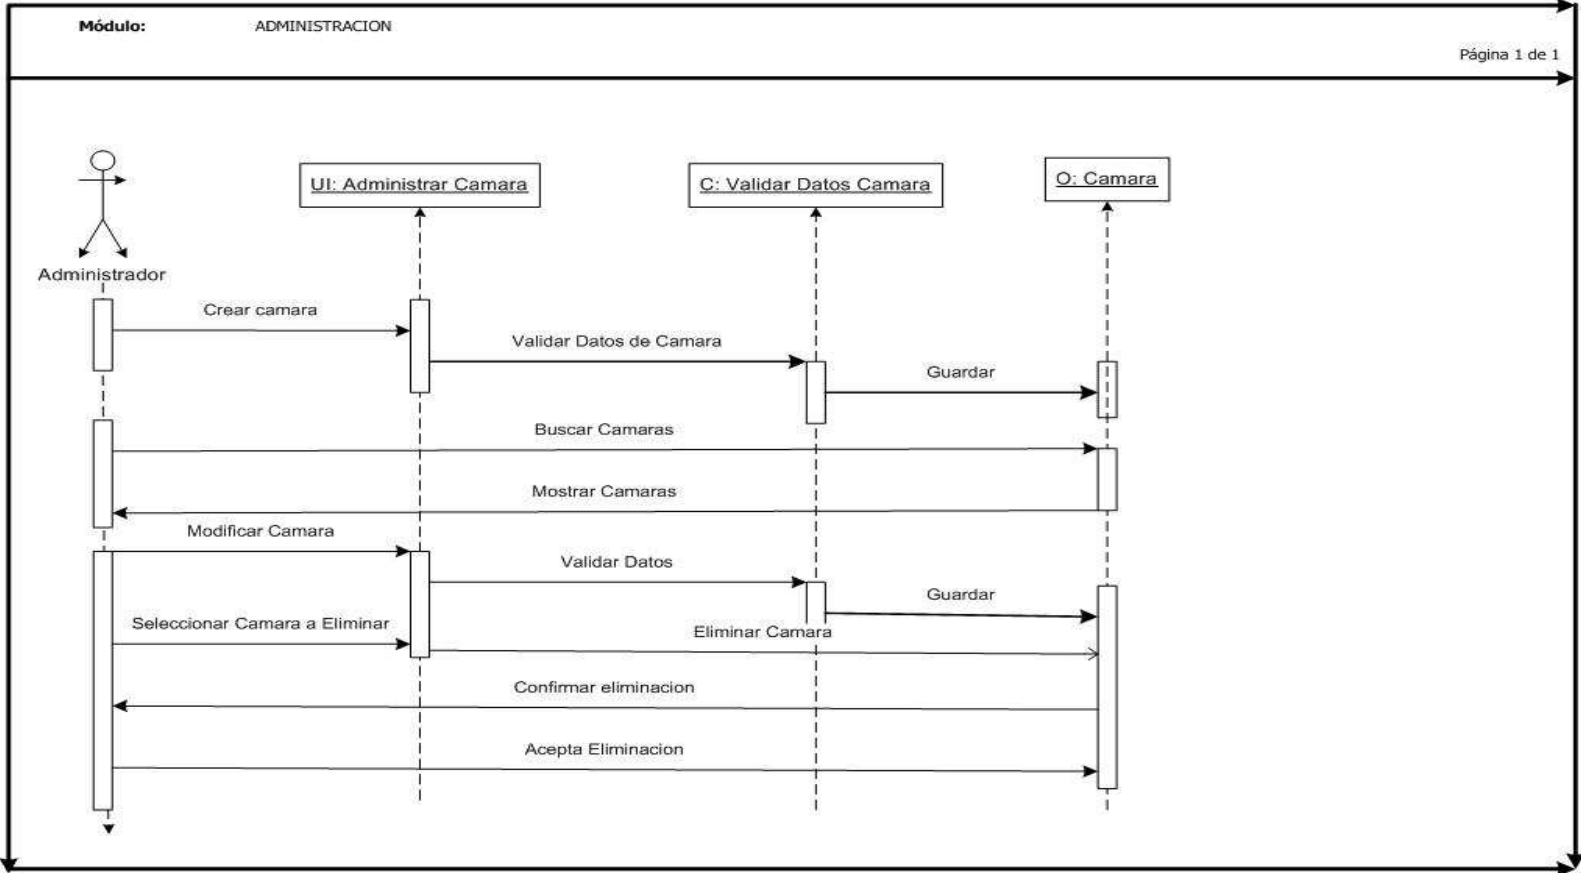 Módulo: ADMINISTRACION
Página 1 de 1
UI: Administrar Camara
C: Validar Datos Camara
O: Camara
Administrador
Crear camara
Validar Datos de Camara
Guardar
Buscar Camaras
Mostrar Camaras
Modificar Camara
Validar Datos
Guardar
Seleccionar Camara a Eliminar
Eliminar Camara
Confirmar eliminacion
Acepta Eliminacion